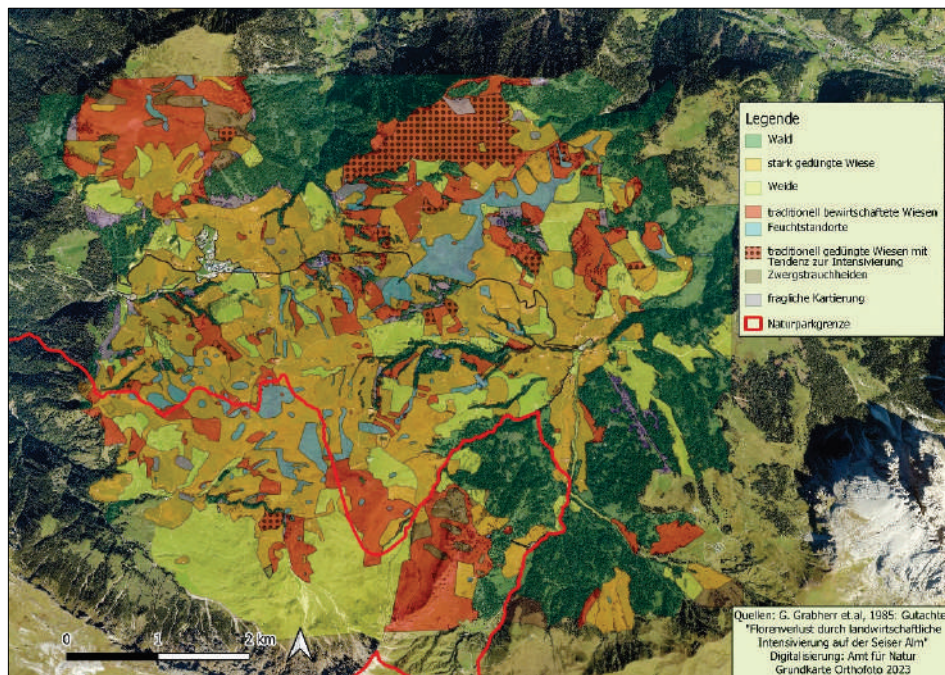 Legende
Wald
stark gedüngte Wiese
Weide
traditionell bewirtschaftete Wiesen
Feuchtstandorte
traditionell gedüngte Wiesen mit
Tendenz zur Intensivierung
Zwergstrauchheiden
fragliche Kartierung
Naturparkgrenze
0 1 2 km
Quellen: G. Grabherr et.al, 1985: Gutachte
"Florenverlust durch landwirtschaftliche
Intensivierung auf der Seiser Alm"
Digitalisierung: Amt für Natur
Grundkarte Orthofoto 2023